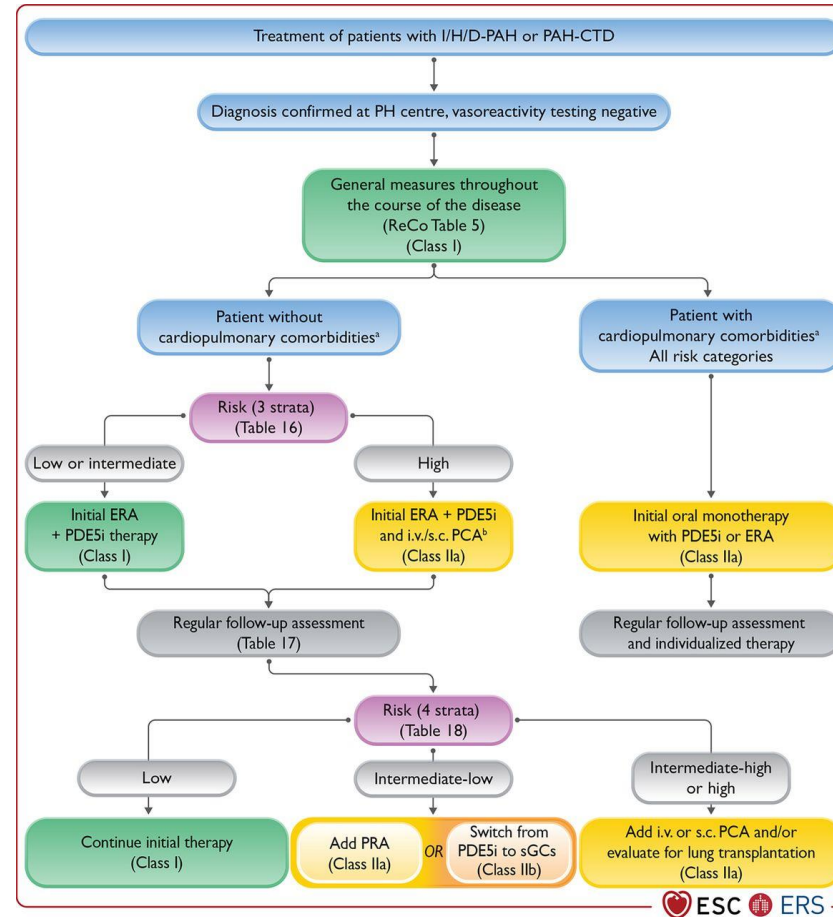 Treatment of patients with I/H/D-PAH or PAH-CTD
Diagnosis confirmed at PH centre, vasoreactivity testing negative
General measures throughout
the course of the disease
(ReCo Table 5)
(Class I)
Patient without
cardiopulmonary comorbiditiesª
Patient with
cardiopulmonary comorbiditiesª
All risk categories
Risk (3 strata)
(Table 16)
Low or intermediate
High
Initial ERA
+ PDE5i therapy
(Class I)
Initial ERA + PDE5i
and i.v./s.c. PCAᵇ
(Class IIa)
Initial oral monotherapy
with PDE5i or ERA
(Class IIa)
Regular follow-up assessment
(Table 17)
Regular follow-up assessment
and individualized therapy
Risk (4 strata)
(Table 18)
Low
Intermediate-low
Intermediate-high
or high
Continue initial therapy
(Class I)
Add PRA
(Class IIa)
OR
Switch from
PDE5i to sGCs
(Class IIb)
Add i.v. or s.c. PCA and/or
evaluate for lung transplantation
(Class IIa)
ESC ERS